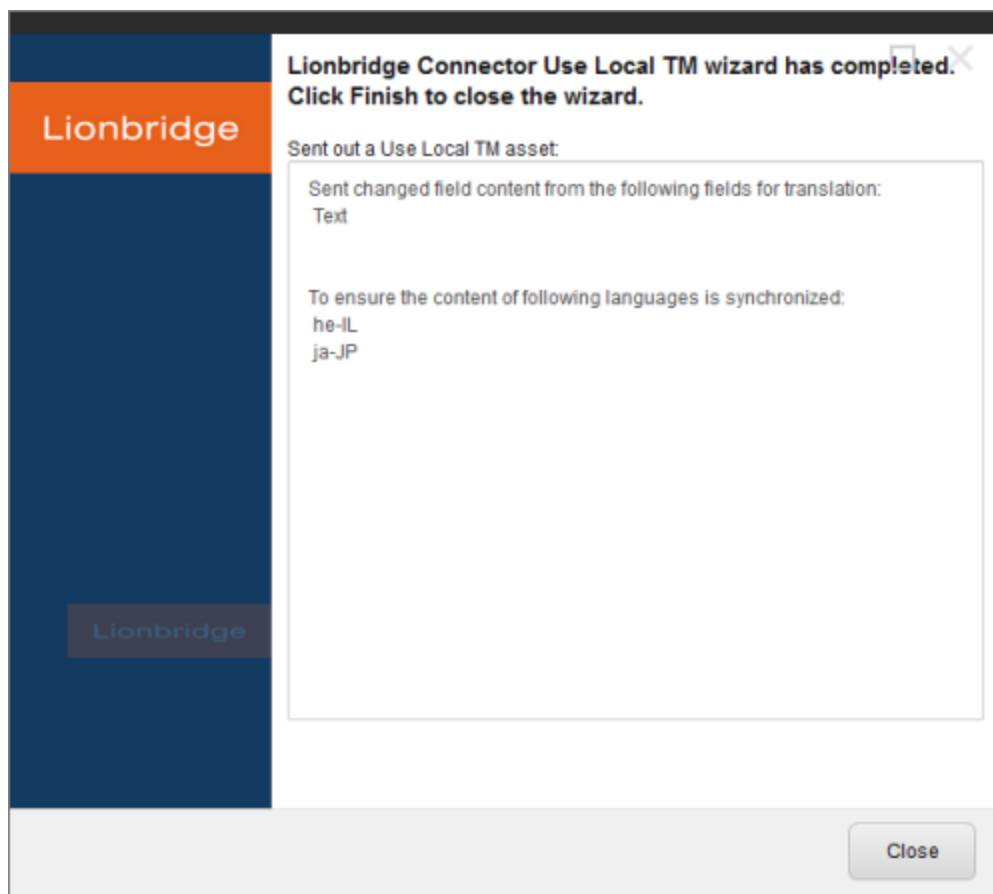 Lionbridge Connector Use Local TM wizard has completed.
Click Finish to close the wizard.
Lionbridge
Sent out a Use Local TM asset:
Sent changed field content from the following fields for translation:
Text
To ensure the content of following languages is synchronized:
he-IL
ja-JP
Lionbridge
Close